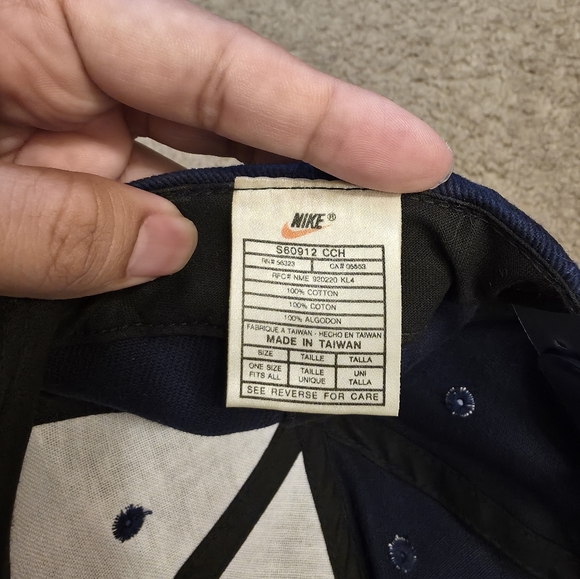 NIKE®
S60912 CCH
RN# 56323 CA# 05553
RFC# NME 920220 KL4
100% COTTON
100% COTON
100% ALGODON
FABRIQUE A TAIWAN - HECHO EN TAIWAN
MADE IN TAIWAN
SIZE TAILLE TALLA
ONE SIZE TAILLE UNI
FITS ALL UNIQUE TALLA
SEE REVERSE FOR CARE